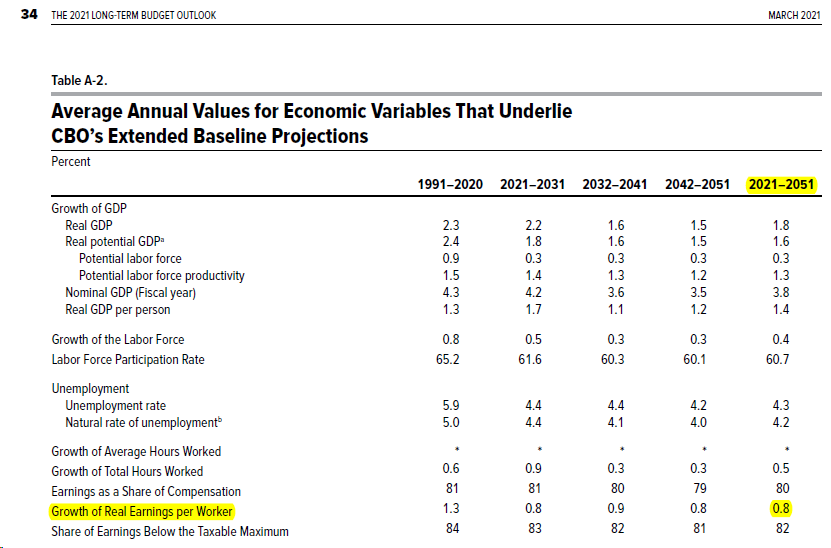 34 THE 2021 LONG-TERM BUDGET OUTLOOK MARCH 2021
Table A-2.
Average Annual Values for Economic Variables That Underlie
CBO's Extended Baseline Projections
Percent
1991–2020 2021–2031 2032–2041 2042–2051 2021–2051
Growth of GDP
Real GDP 2.3 2.2 1.6 1.5 1.8
Real potential GDPᵃ 2.4 1.8 1.6 1.5 1.6
Potential labor force 0.9 0.3 0.3 0.3 0.3
Potential labor force productivity 1.5 1.4 1.3 1.2 1.3
Nominal GDP (Fiscal year) 4.3 4.2 3.6 3.5 3.8
Real GDP per person 1.3 1.7 1.1 1.2 1.4
Growth of the Labor Force 0.8 0.5 0.3 0.3 0.4
Labor Force Participation Rate 65.2 61.6 60.3 60.1 60.7
Unemployment
Unemployment rate 5.9 4.4 4.4 4.2 4.3
Natural rate of unemploymentᵇ 5.0 4.4 4.1 4.0 4.2
Growth of Average Hours Worked * * * * *
Growth of Total Hours Worked 0.6 0.9 0.3 0.3 0.5
Earnings as a Share of Compensation 81 81 80 79 80
Growth of Real Earnings per Worker 1.3 0.8 0.9 0.8 0.8
Share of Earnings Below the Taxable Maximum 84 83 82 81 82